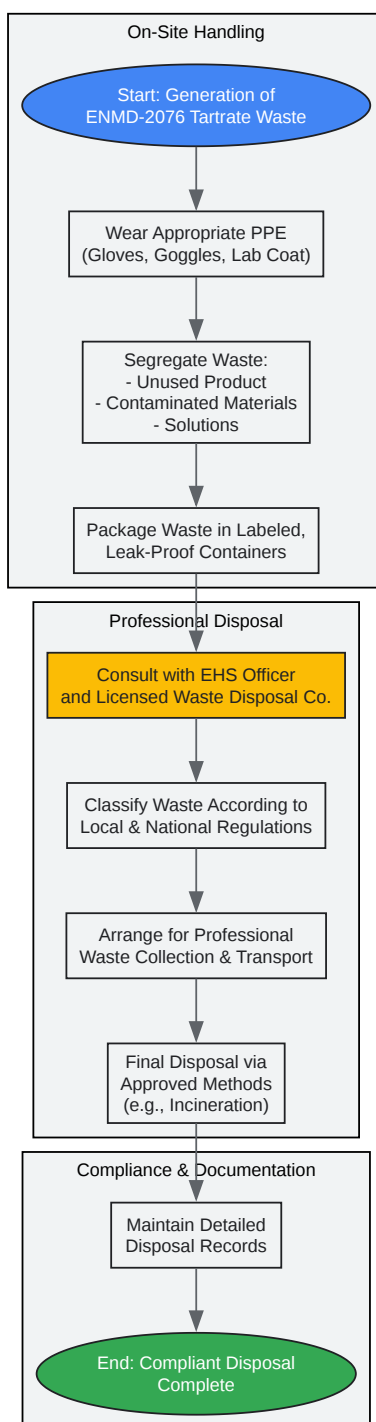 On-Site Handling
Start: Generation of
ENMD-2076 Tartrate Waste
Wear Appropriate PPE
(Gloves, Goggles, Lab Coat)
Segregate Waste:
- Unused Product
- Contaminated Materials
- Solutions
Package Waste in Labeled,
Leak-Proof Containers
Professional Disposal
Consult with EHS Officer
and Licensed Waste Disposal Co.
Classify Waste According to
Local & National Regulations
Arrange for Professional
Waste Collection & Transport
Final Disposal via
Approved Methods
(e.g., Incineration)
Compliance & Documentation
Maintain Detailed
Disposal Records
End: Compliant Disposal
Complete